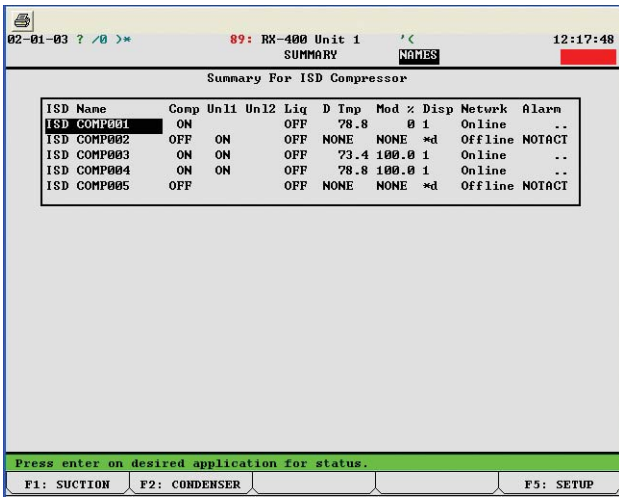 02-01-03 ? /0 )* 89: RX-400 Unit 1 '( 12:17:48
SUMMARY NAMES
Summary For ISD Compressor
ISD Name Comp Unl1 Unl2 Liq D Tmp Mod % Disp Netwrk Alarm
ISD COMP001 ON OFF 78.8 0 1 Online ..
ISD COMP002 OFF ON OFF NONE NONE *d Offline NOTACT
ISD COMP003 ON ON OFF 73.4 100.0 1 Online ..
ISD COMP004 ON ON OFF 78.8 100.0 1 Online ..
ISD COMP005 OFF OFF NONE NONE *d Offline NOTACT
Press enter on desired application for status.
F1: SUCTION F2: CONDENSER F5: SETUP